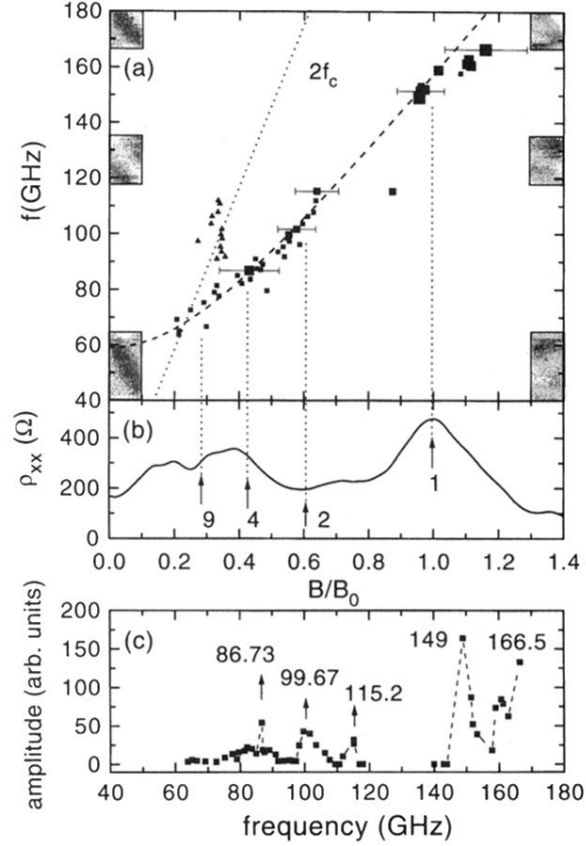 (a)
2f_c
f(GHz)
180
160
140
120
100
80
60
40
(b)
ρ_xx (Ω)
400
200
0
9
4
2
1
0.0 0.2 0.4 0.6 0.8 1.0 1.2 1.4
B/B_0
(c)
amplitude (arb. units)
200
150
100
50
0
86.73
99.67
115.2
149
166.5
40 60 80 100 120 140 160 180
frequency (GHz)